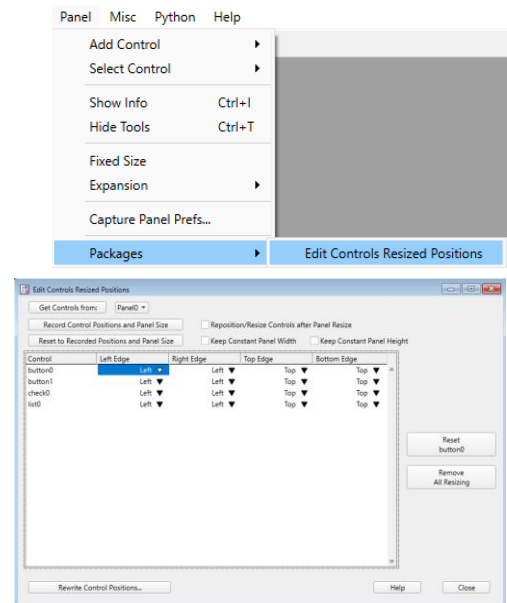 Panel Misc Python Help
Add Control
Select Control
Show Info Ctrl+I
Hide Tools Ctrl+T
Fixed Size
Expansion
Capture Panel Prefs...
Packages Edit Controls Resized Positions
Edit Controls Resized Positions
Get Controls from: Panel0
Record Control Positions and Panel Size Reposition/Resize Controls after Panel Resize
Reset to Recorded Positions and Panel Size Keep Constant Panel Width Keep Constant Panel Height
Control Left Edge Right Edge Top Edge Bottom Edge
button0 Left Left Top Top
button1 Left Left Top Top
check0 Left Left Top Top
list0 Left Left Top Top
Reset
button0
Remove
All Resizing
Rewrite Control Positions... Help Close